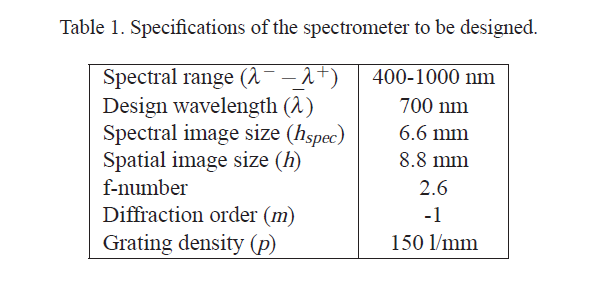 Table 1. Specifications of the spectrometer to be designed.
Spectral range (λ⁻ – λ⁺) 400-1000 nm
Design wavelength (λ̄) 700 nm
Spectral image size (hspec) 6.6 mm
Spatial image size (h) 8.8 mm
f-number 2.6
Diffraction order (m) -1
Grating density (p) 150 l/mm